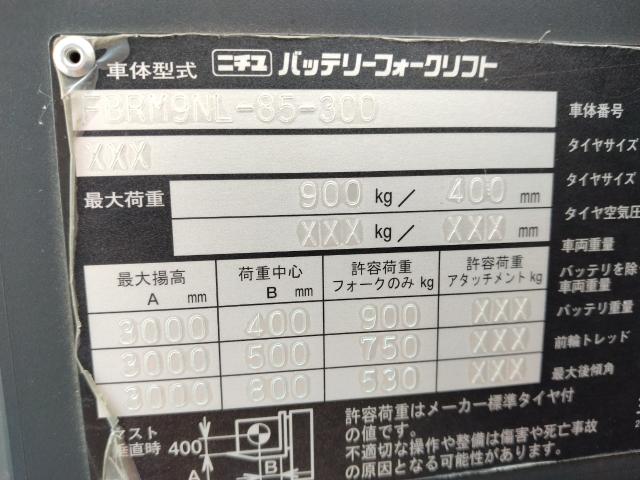 車体型式 ニチユ バッテリーフォークリフト
FBRM9NL-85-300
XXX
最大荷重 900 kg/ 400 mm
XXX kg/ XXX mm
最大揚高 A mm 荷重中心 B mm 許容荷重 フォークのみ kg 許容荷重 アタッチメント kg
3000 400 900 XXX
3000 500 750 XXX
3000 800 530 XXX
マスト
垂直時 400
A
B
許容荷重はメーカー標準タイヤ付
の値です。
不適切な操作や整備は傷害や死亡事故
の原因となる可能性があります。
車体番号
タイヤサイズ
タイヤサイズ
タイヤ空気圧
車両重量
バッテリを除
車両重量
バッテリ重量
前輪トレッド
最大後傾角